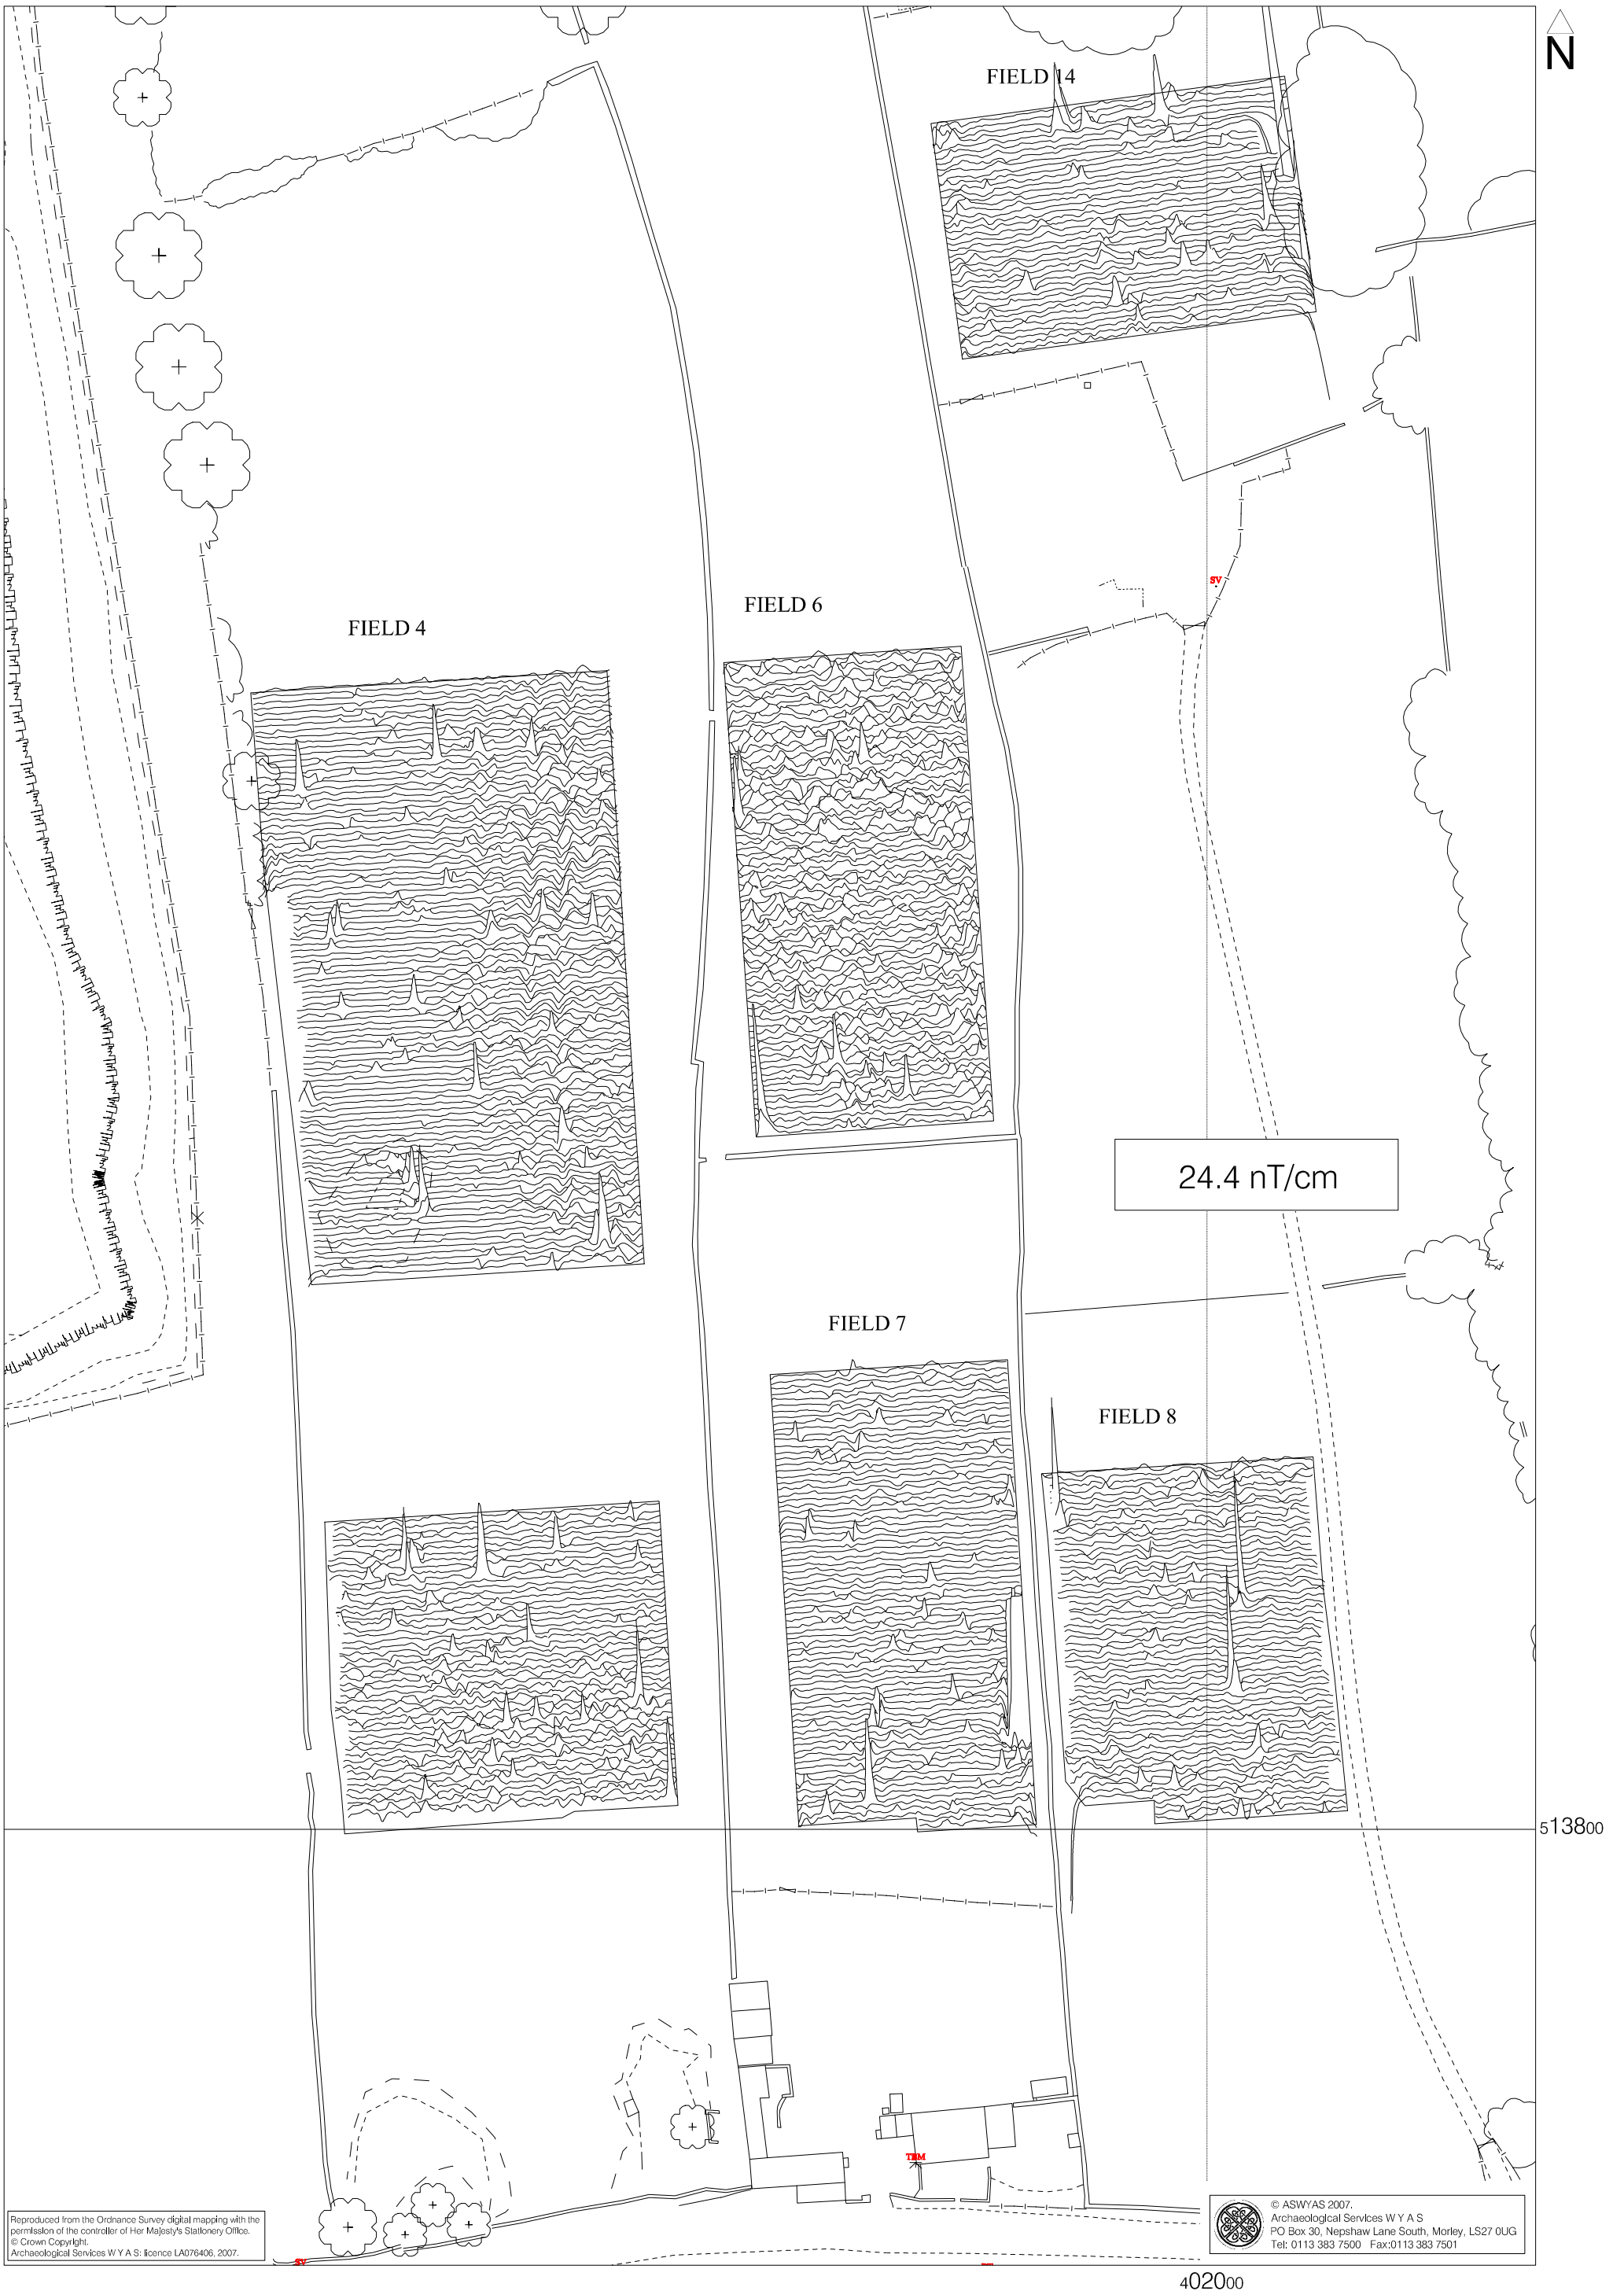 N
FIELD 14
SV
FIELD 6
FIELD 4
24.4 nT/cm
FIELD 7
FIELD 8
513800
TBM
Reproduced from the Ordnance Survey digital mapping with the
permission of the controller of Her Majesty's Stationery Office.
© Crown Copyright.
Archaeological Services W Y A S: licence LA076406, 2007.
SV
© ASWYAS 2007.
Archaeological Services W Y A S
PO Box 30, Nepshaw Lane South, Morley, LS27 0UG
Tel: 0113 383 7500 Fax:0113 383 7501
402000